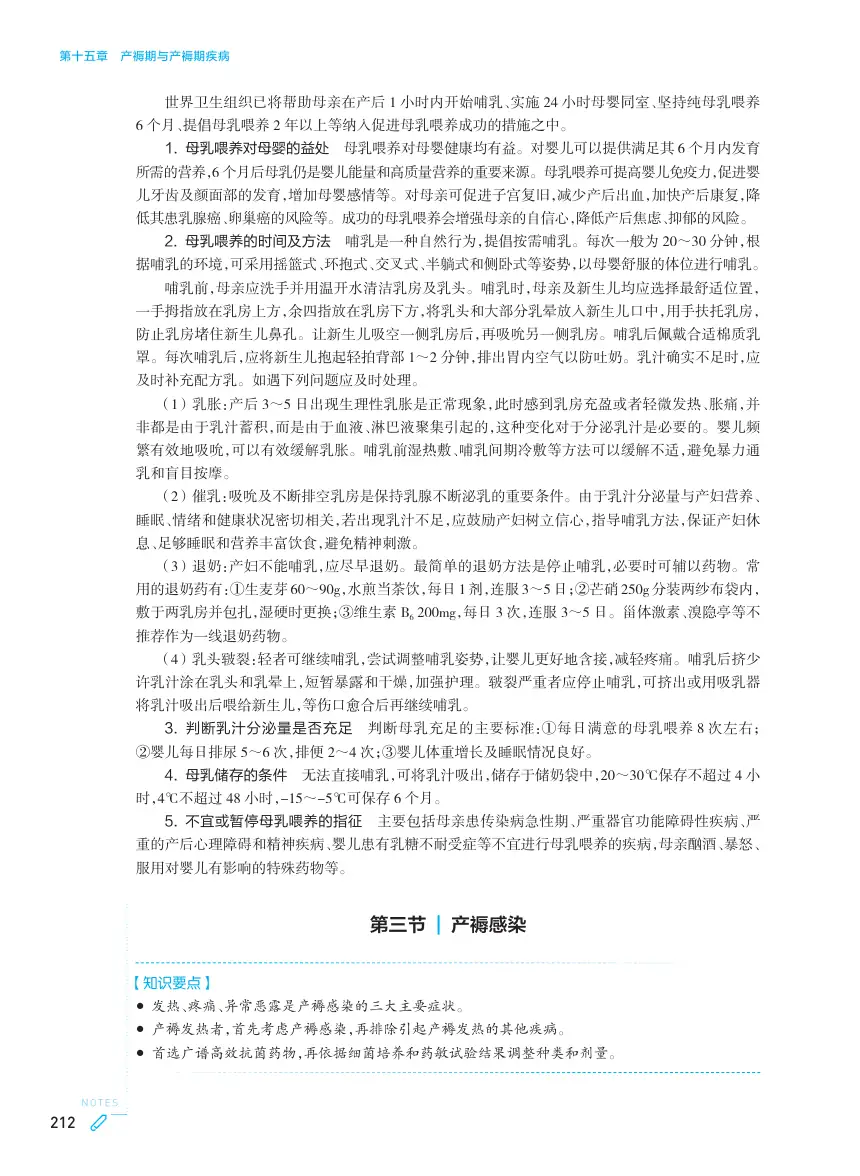 第十五章 产褥期与产褥期疾病
世界卫生组织已将帮助母亲在产后 1 小时内开始哺乳、实施 24 小时母婴同室、坚持纯母乳喂养
6 个月、提倡母乳喂养 2 年以上等纳入促进母乳喂养成功的措施之中。
1. 母乳喂养对母婴的益处 母乳喂养对母婴健康均有益。对婴儿可以提供满足其 6 个月内发育
所需的营养,6 个月后母乳仍是婴儿能量和高质量营养的重要来源。母乳喂养可提高婴儿免疫力,促进婴
儿牙齿及颜面部的发育,增加母婴感情等。对母亲可促进子宫复旧,减少产后出血,加快产后康复,降
低其患乳腺癌、卵巢癌的风险等。成功的母乳喂养会增强母亲的自信心,降低产后焦虑、抑郁的风险。
2. 母乳喂养的时间及方法 哺乳是一种自然行为,提倡按需哺乳。每次一般为 20～30 分钟,根
据哺乳的环境,可采用摇篮式、环抱式、交叉式、半躺式和侧卧式等姿势,以母婴舒服的体位进行哺乳。
哺乳前,母亲应洗手并用温开水清洁乳房及乳头。哺乳时,母亲及新生儿均应选择最舒适位置,
一手拇指放在乳房上方,余四指放在乳房下方,将乳头和大部分乳晕放入新生儿口中,用手扶托乳房,
防止乳房堵住新生儿鼻孔。让新生儿吸空一侧乳房后,再吸吮另一侧乳房。哺乳后佩戴合适棉质乳
罩。每次哺乳后,应将新生儿抱起轻拍背部 1～2 分钟,排出胃内空气以防吐奶。乳汁确实不足时,应
及时补充配方乳。如遇下列问题应及时处理。
（1）乳胀:产后 3～5 日出现生理性乳胀是正常现象,此时感到乳房充盈或者轻微发热、胀痛,并
非都是由于乳汁蓄积,而是由于血液、淋巴液聚集引起的,这种变化对于分泌乳汁是必要的。婴儿频
繁有效地吸吮,可以有效缓解乳胀。哺乳前湿热敷、哺乳间期冷敷等方法可以缓解不适,避免暴力通
乳和盲目按摩。
（2）催乳:吸吮及不断排空乳房是保持乳腺不断泌乳的重要条件。由于乳汁分泌量与产妇营养、
睡眠、情绪和健康状况密切相关,若出现乳汁不足,应鼓励产妇树立信心,指导哺乳方法,保证产妇休
息、足够睡眠和营养丰富饮食,避免精神刺激。
（3）退奶:产妇不能哺乳,应尽早退奶。最简单的退奶方法是停止哺乳,必要时可辅以药物。常
用的退奶药有:①生麦芽 60～90g,水煎当茶饮,每日 1 剂,连服 3～5 日;②芒硝 250g 分装两纱布袋内,
敷于两乳房并包扎,湿硬时更换;③维生素 B₆ 200mg,每日 3 次,连服 3～5 日。甾体激素、溴隐亭等不
推荐作为一线退奶药物。
（4）乳头皲裂:轻者可继续哺乳,尝试调整哺乳姿势,让婴儿更好地含接,减轻疼痛。哺乳后挤少
许乳汁涂在乳头和乳晕上,短暂暴露和干燥,加强护理。皲裂严重者应停止哺乳,可挤出或用吸乳器
将乳汁吸出后喂给新生儿,等伤口愈合后再继续哺乳。
3. 判断乳汁分泌量是否充足 判断母乳充足的主要标准:①每日满意的母乳喂养 8 次左右;
②婴儿每日排尿 5～6 次,排便 2～4 次;③婴儿体重增长及睡眠情况良好。
4. 母乳储存的条件 无法直接哺乳,可将乳汁吸出,储存于储奶袋中,20～30℃保存不超过 4 小
时,4℃不超过 48 小时,–15～–5℃可保存 6 个月。
5. 不宜或暂停母乳喂养的指征 主要包括母亲患传染病急性期、严重器官功能障碍性疾病、严
重的产后心理障碍和精神疾病、婴儿患有乳糖不耐受症等不宜进行母乳喂养的疾病,母亲酗酒、暴怒、
服用对婴儿有影响的特殊药物等。
第三节 | 产褥感染
【知识要点】
● 发热、疼痛、异常恶露是产褥感染的三大主要症状。
● 产褥发热者,首先考虑产褥感染,再排除引起产褥发热的其他疾病。
● 首选广谱高效抗菌药物,再依据细菌培养和药敏试验结果调整种类和剂量。
NOTES
212